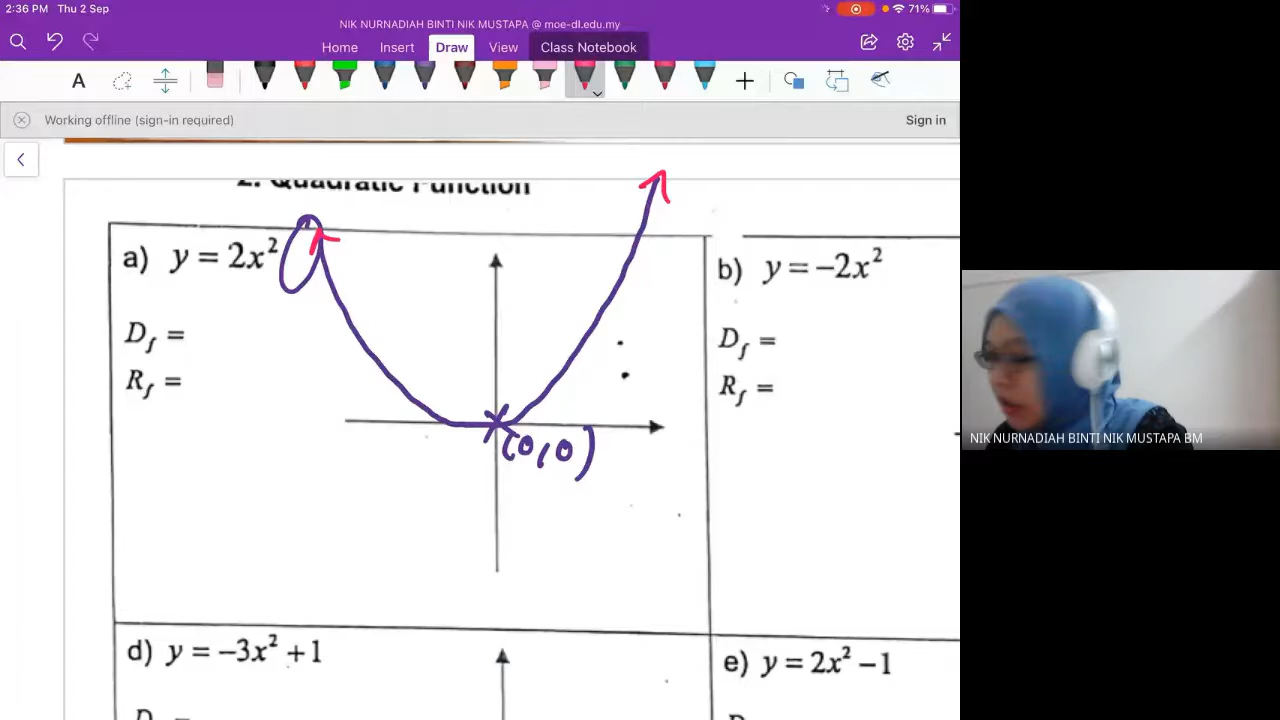 2:36 PM Thu 2 Sep
71%
NIK NURNADIAH BINTI NIK MUSTAPA @ moe-dl.edu.my
Home Insert Draw View Class Notebook
A
Working offline (sign-in required)
Sign in
2. Quadratic Function
a) y = 2x²
D_f =
R_f =
(0,0)
b) y = -2x²
D_f =
R_f =
d) y = -3x² + 1
e) y = 2x² - 1
NIK NURNADIAH BINTI NIK MUSTAPA BM